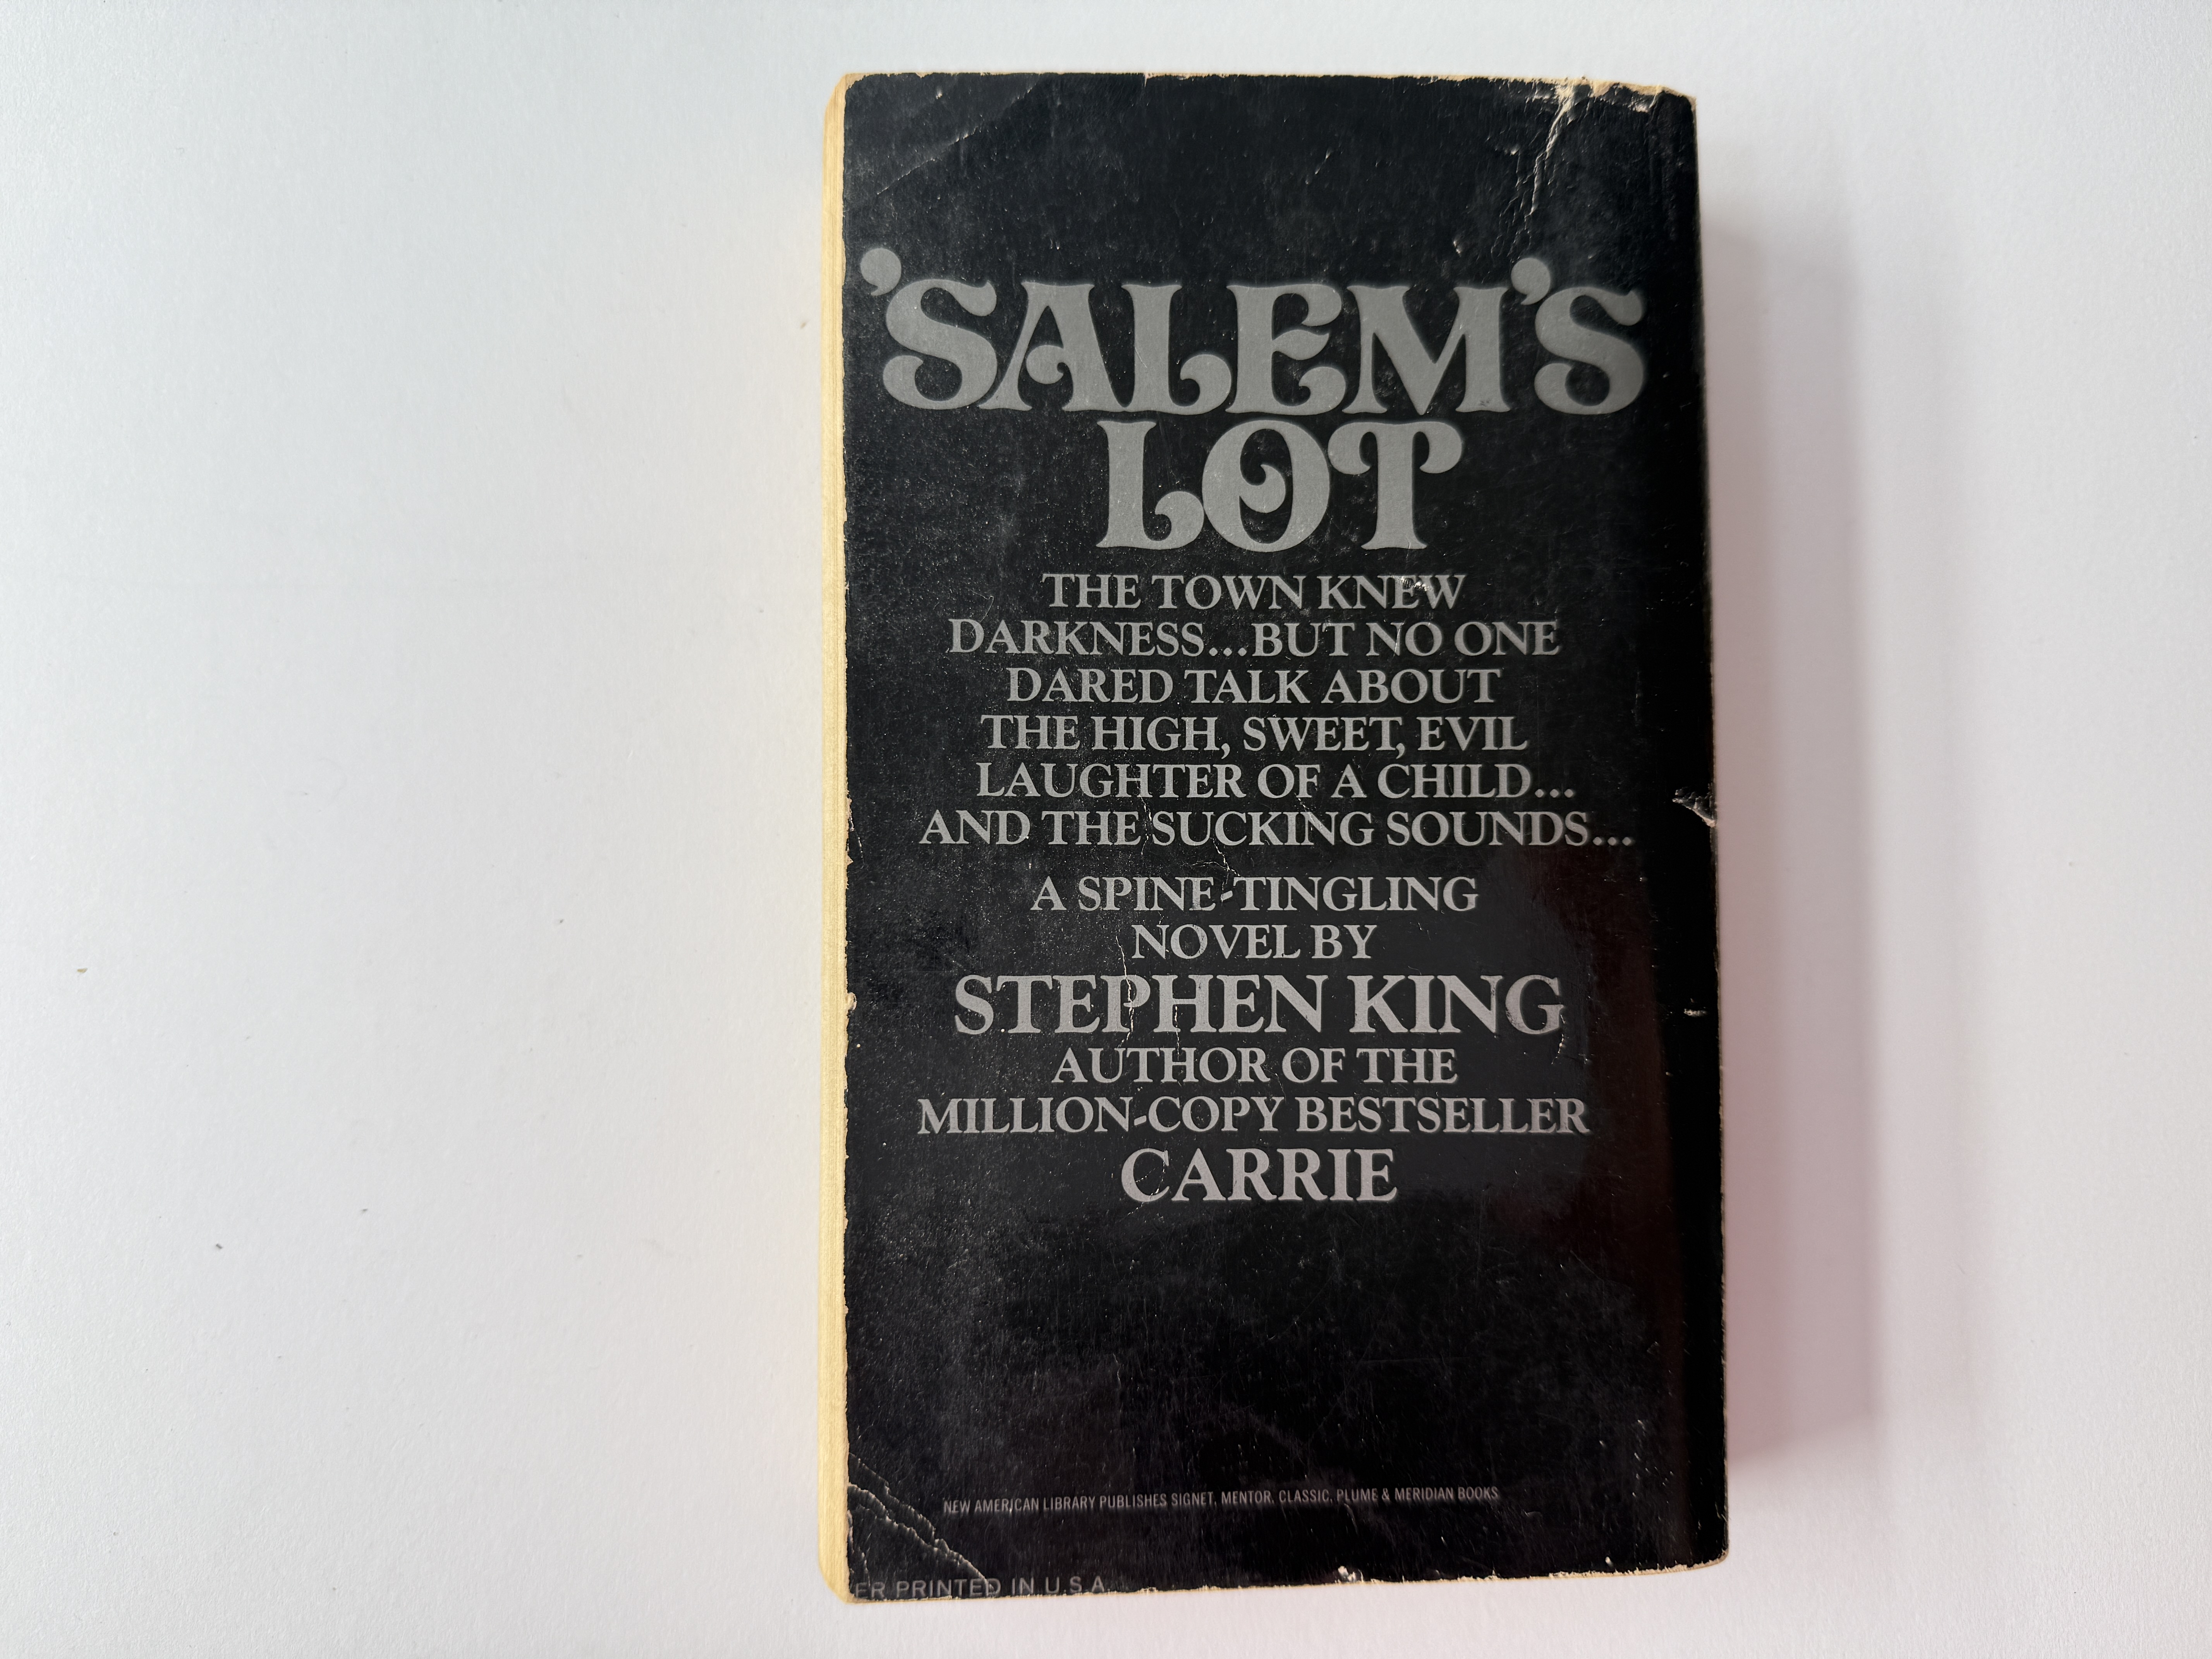 ’SALEM’S
LOT
THE TOWN KNEW
DARKNESS...BUT NO ONE
DARED TALK ABOUT
THE HIGH, SWEET, EVIL
LAUGHTER OF A CHILD...
AND THE SUCKING SOUNDS...
A SPINE-TINGLING
NOVEL BY
STEPHEN KING
AUTHOR OF THE
MILLION-COPY BESTSELLER
CARRIE
NEW AMERICAN LIBRARY PUBLISHES SIGNET, MENTOR, CLASSIC, PLUME & MERIDIAN BOOKS
ER PRINTED IN U.S.A.